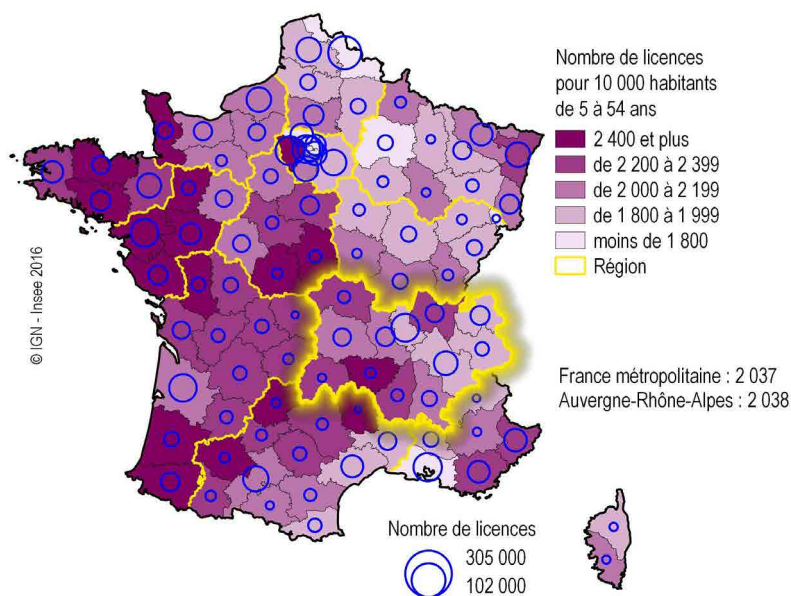 Nombre de licences
pour 10 000 habitants
de 5 à 54 ans
2 400 et plus
de 2 200 à 2 399
de 2 000 à 2 199
de 1 800 à 1 999
moins de 1 800
Région
© IGN - Insee 2016
France métropolitaine : 2 037
Auvergne-Rhône-Alpes : 2 038
Nombre de licences
305 000
102 000